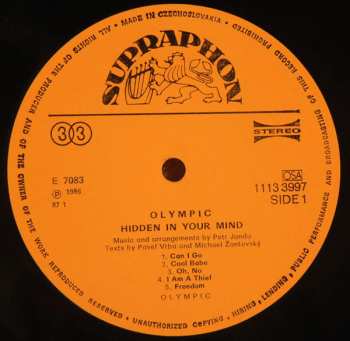 • MADE IN CZECHOSLOVAKIA • ALL RIGHTS OF THE PRODUCER AND OF THE OWNER OF THE WORK REPRODUCED RESERVED • UNAUTHORIZED COPYING • HIRING • LENDING • PUBLIC PERFORMANCE AND BROADCASTING OF THIS RECORD PROHIBITED
SUPRAPHON
33
STEREO
E 7083
℗ 1986
87 1
OSA
1113 3997
SIDE 1
OLYMPIC
HIDDEN IN YOUR MIND
Music and arrangements by Petr Janda
Texts by Pavel Vrba and Michael Žantovský
1. Can I Go
2. Cool Babe
3. Oh, No
4. I Am A Thief
5. Freedom
OLYMPIC